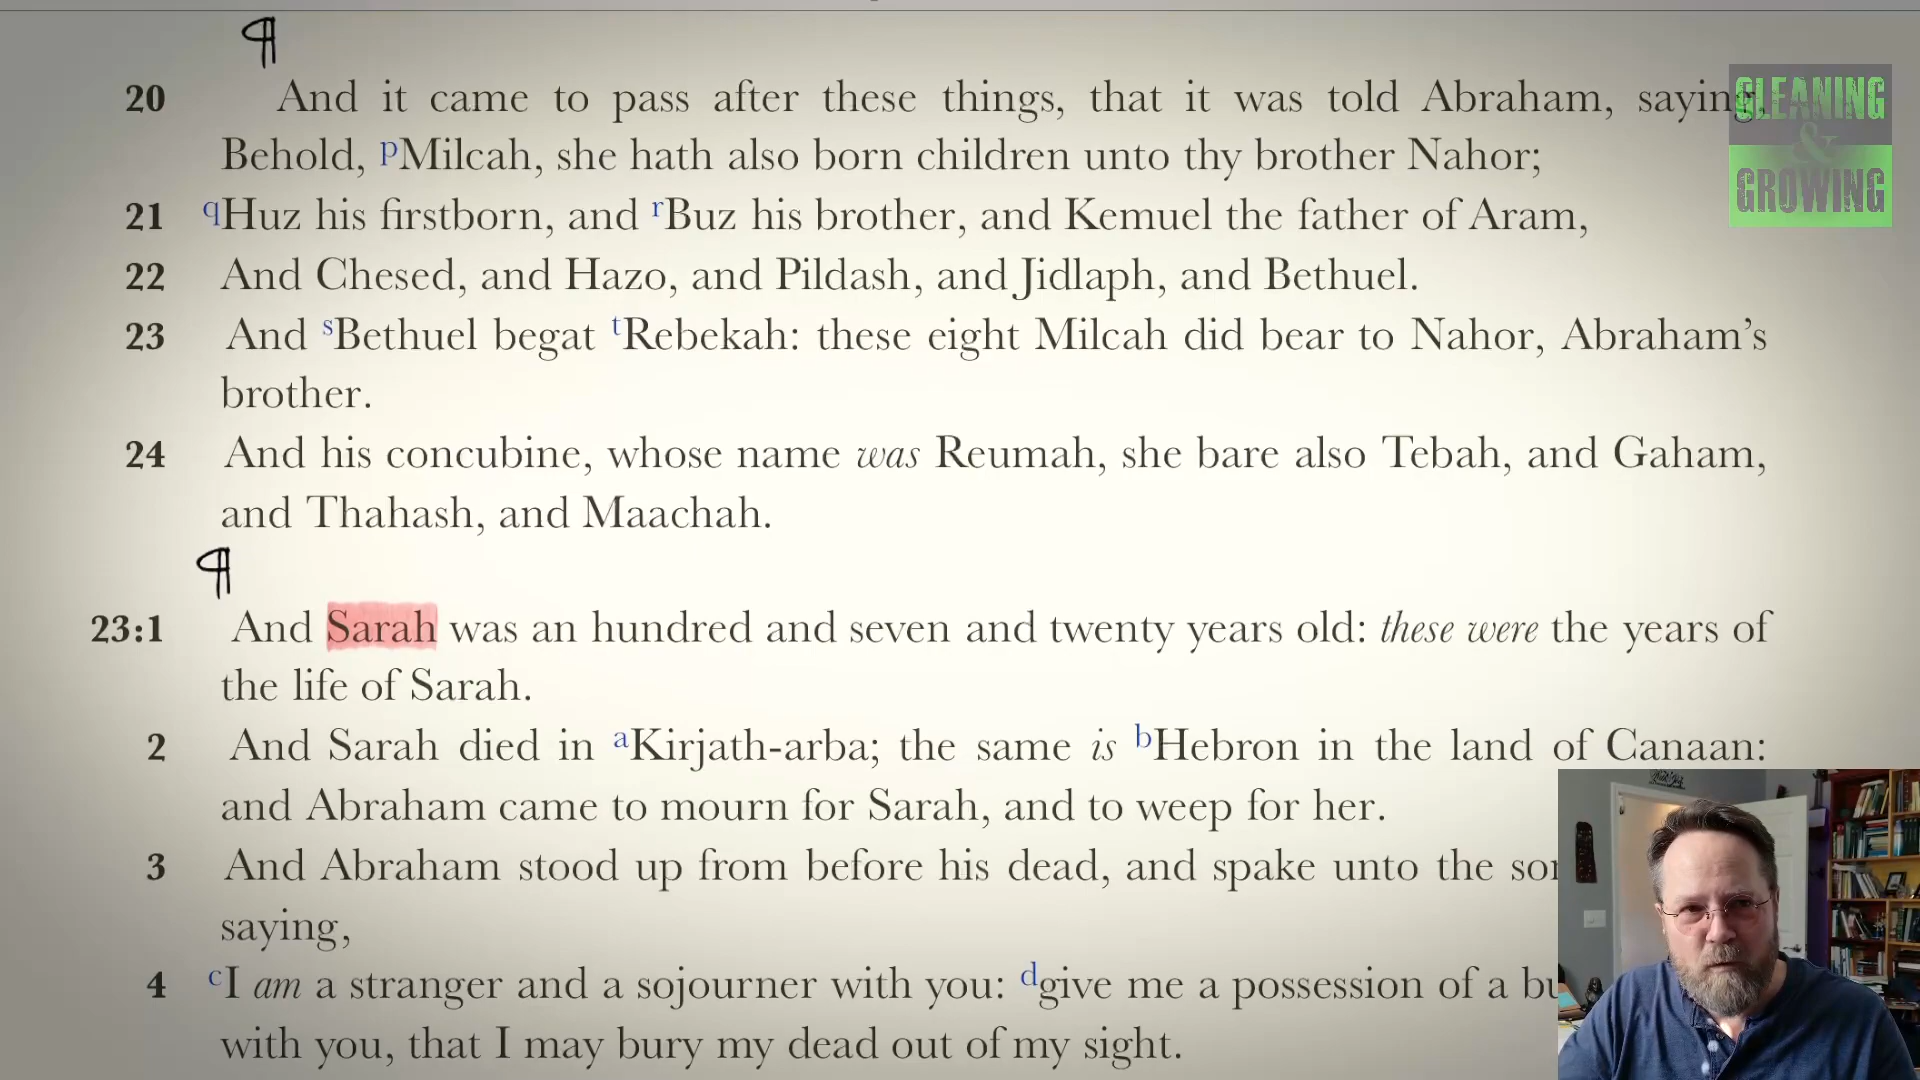 ¶
20 And it came to pass after these things, that it was told Abraham, saying,
Behold, pMilcah, she hath also born children unto thy brother Nahor;
21 qHuz his firstborn, and rBuz his brother, and Kemuel the father of Aram,
22 And Chesed, and Hazo, and Pildash, and Jidlaph, and Bethuel.
23 And sBethuel begat tRebekah: these eight Milcah did bear to Nahor, Abraham’s
brother.
24 And his concubine, whose name was Reumah, she bare also Tebah, and Gaham,
and Thahash, and Maachah.
¶
23:1 And Sarah was an hundred and seven and twenty years old: these were the years of
the life of Sarah.
2 And Sarah died in aKirjath-arba; the same is bHebron in the land of Canaan:
and Abraham came to mourn for Sarah, and to weep for her.
3 And Abraham stood up from before his dead, and spake unto the
saying,
4 cI am a stranger and a sojourner with you: dgive me a possession of a
with you, that I may bury my dead out of my sight.
GLEANING
&
GROWING